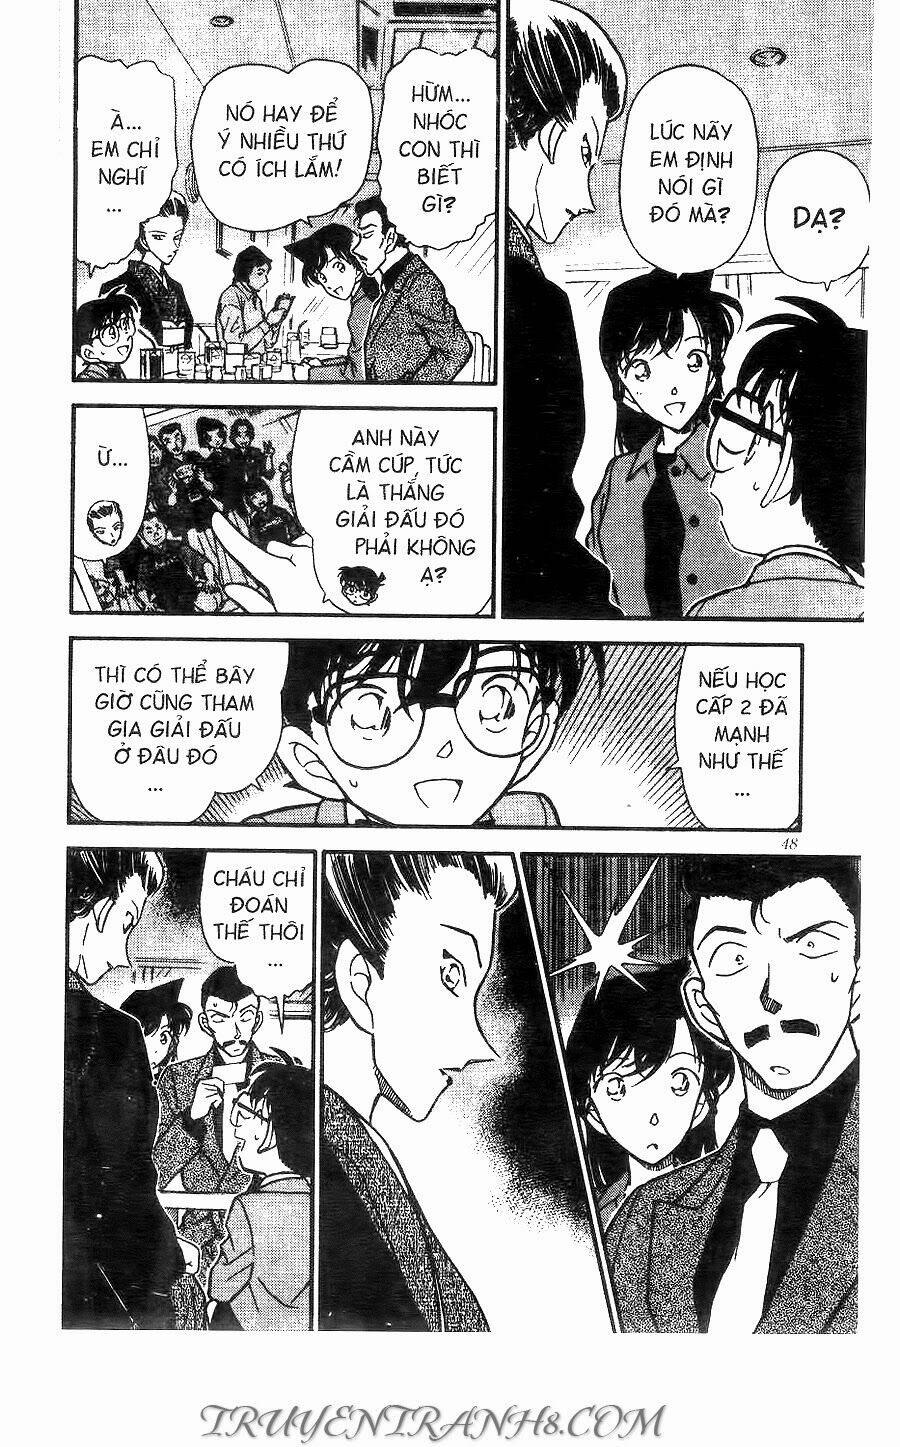 LÚC NÃY
EM ĐỊNH
NÓI GÌ
ĐÓ MÀ?
DẠ?
HỪM...
NHÓC
CON THÌ
BIẾT
GÌ?
NÓ HAY ĐỂ
Ý NHIỀU THỨ
CÓ ÍCH LẮM!
À...
EM CHỈ
NGHĨ
...
ANH NÀY
CẦM CÚP, TỨC
LÀ THẮNG
GIẢI ĐẤU ĐÓ
PHẢI KHÔNG
Ạ?
Ừ...
NẾU HỌC
CẤP 2 ĐÃ
MẠNH
NHƯ THẾ
...
THÌ CÓ THỂ BÂY
GIỜ CŨNG THAM
GIA GIẢI ĐẤU
Ở ĐÂU ĐÓ
...
48
CHÁU CHỈ
ĐOÁN
THẾ THÔI
...
TRUYENTRANH8.COM